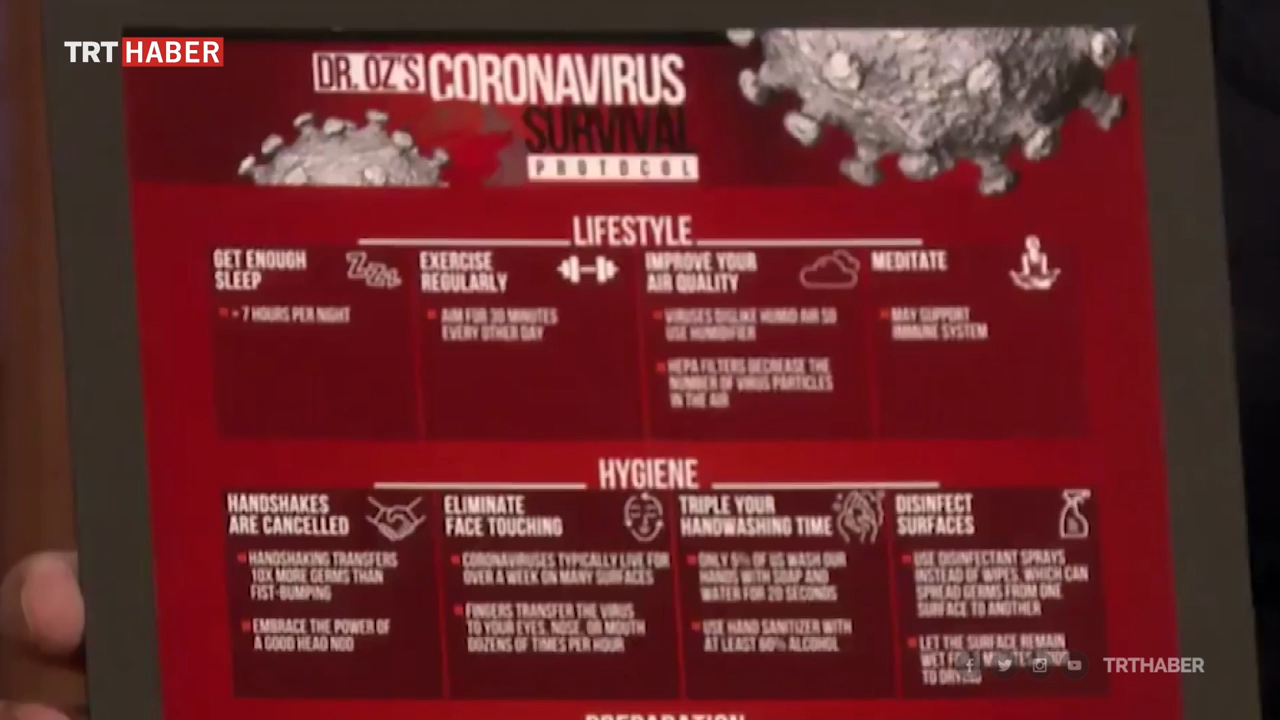 TRT HABER
DR. OZ'S CORONAVIRUS
SURVIVAL
PROTOCOL
LIFESTYLE
GET ENOUGH
SLEEP
> 7 HOURS PER NIGHT
EXERCISE
REGULARLY
AIM FOR 30 MINUTES
EVERY OTHER DAY
IMPROVE YOUR
AIR QUALITY
VIRUSES DISLIKE HUMID AIR SO
USE HUMIDIFIER
HEPA FILTERS DECREASE THE
NUMBER OF VIRUS PARTICLES
IN THE AIR
MEDITATE
MAY SUPPORT
IMMUNE SYSTEM
HYGIENE
HANDSHAKES
ARE CANCELLED
HANDSHAKING TRANSFERS
10X MORE GERMS THAN
FIST-BUMPING
EMBRACE THE POWER OF
A GOOD HEAD NOD
ELIMINATE
FACE TOUCHING
CORONAVIRUSES TYPICALLY LIVE FOR
OVER A WEEK ON MANY SURFACES
FINGERS TRANSFER THE VIRUS
TO YOUR EYES, NOSE, OR MOUTH
DOZENS OF TIMES PER HOUR
TRIPLE YOUR
HANDWASHING TIME
ONLY 5% OF US WASH OUR
HANDS WITH SOAP AND
WATER FOR 20 SECONDS
USE HAND SANITIZER WITH
AT LEAST 60% ALCOHOL
DISINFECT
SURFACES
USE DISINFECTANT SPRAYS
INSTEAD OF WIPES, WHICH CAN
SPREAD GERMS FROM ONE
SURFACE TO ANOTHER
LET THE SURFACE REMAIN
WET
TO
TRTHABER
PREPARATION